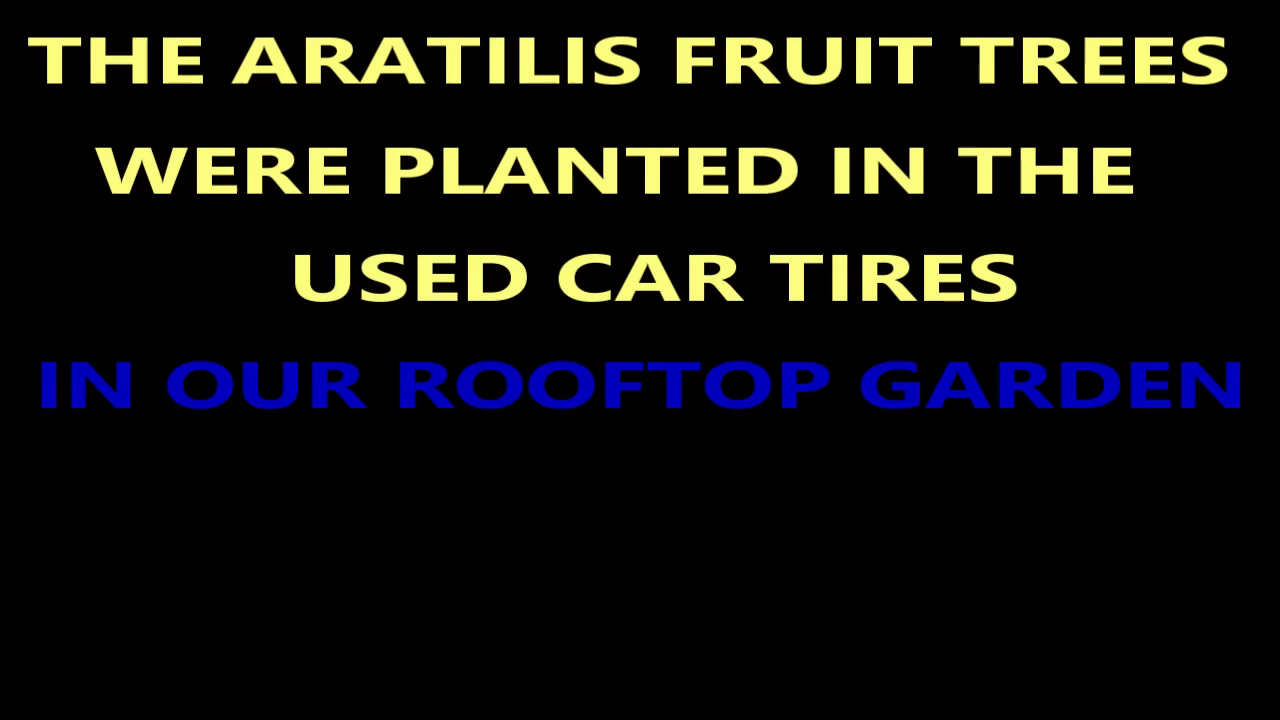 THE ARATILIS FRUIT TREES
WERE PLANTED IN THE
USED CAR TIRES
IN OUR ROOFTOP GARDEN